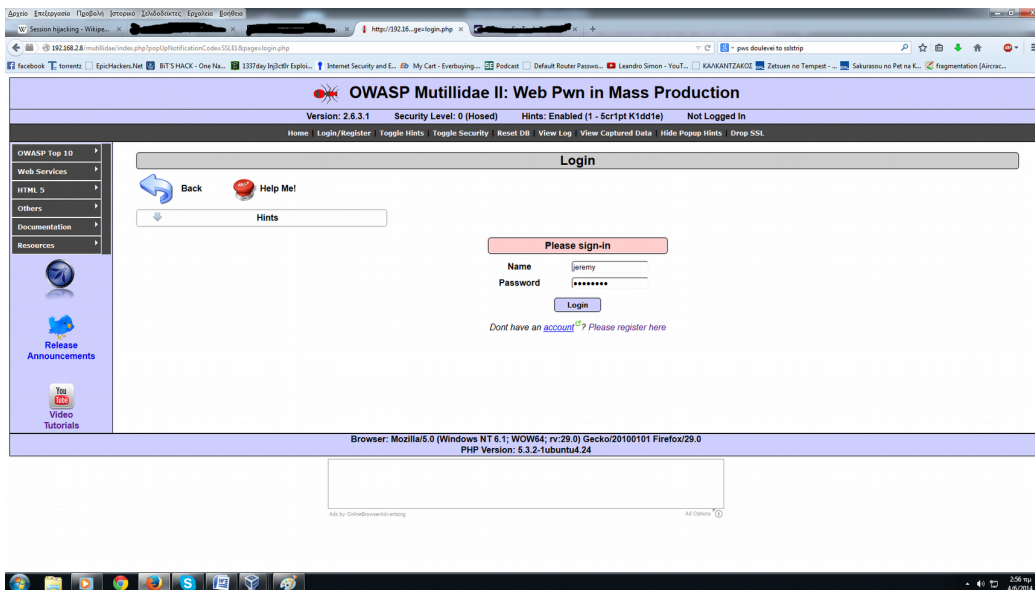 Αρχείο Επεξεργασία Προβολή Ιστορικό Σελιδοδείκτες Εργαλεία Βοήθεια
Session hijacking - Wikipe... × × × http://192.16...ge=login.php × × +
192.168.2.8/mutillidae/index.php?popUpNotificationCode=SSLE1&page=login.php - pws doulevei to sslstrip
facebook torrentz EpicHackers.Net BiT'S HACK - One Na... 1337day Inj3ct0r Exploi... Internet Security and E... My Cart - Everbuying.... Podcast Default Router Passwo... Leandro Simon - YouT... ΚΑΛΚΑΝΤΖΑΚΟΣ Zetsuen no Tempest - ... Sakurasou no Pet na K... fragmentation [Aircrac...
OWASP Mutillidae II: Web Pwn in Mass Production
Version: 2.6.3.1 Security Level: 0 (Hosed) Hints: Enabled (1 - 5cr1pt K1dd1e) Not Logged In
Home | Login/Register | Toggle Hints | Toggle Security | Reset DB | View Log | View Captured Data | Hide Popup Hints | Drop SSL
OWASP Top 10
Web Services
HTML 5
Others
Documentation
Resources
Release
Announcements
You
Tube
Video
Tutorials
Login
Back Help Me!
Hints
Please sign-in
Name jeremy
Password ••••••••
Login
Dont have an account? Please register here
Browser: Mozilla/5.0 (Windows NT 6.1; WOW64; rv:29.0) Gecko/20100101 Firefox/29.0
PHP Version: 5.3.2-1ubuntu4.24
Ads by OnlineBrowserAdvertising Ad Options
2:56 πμ
4/6/2014